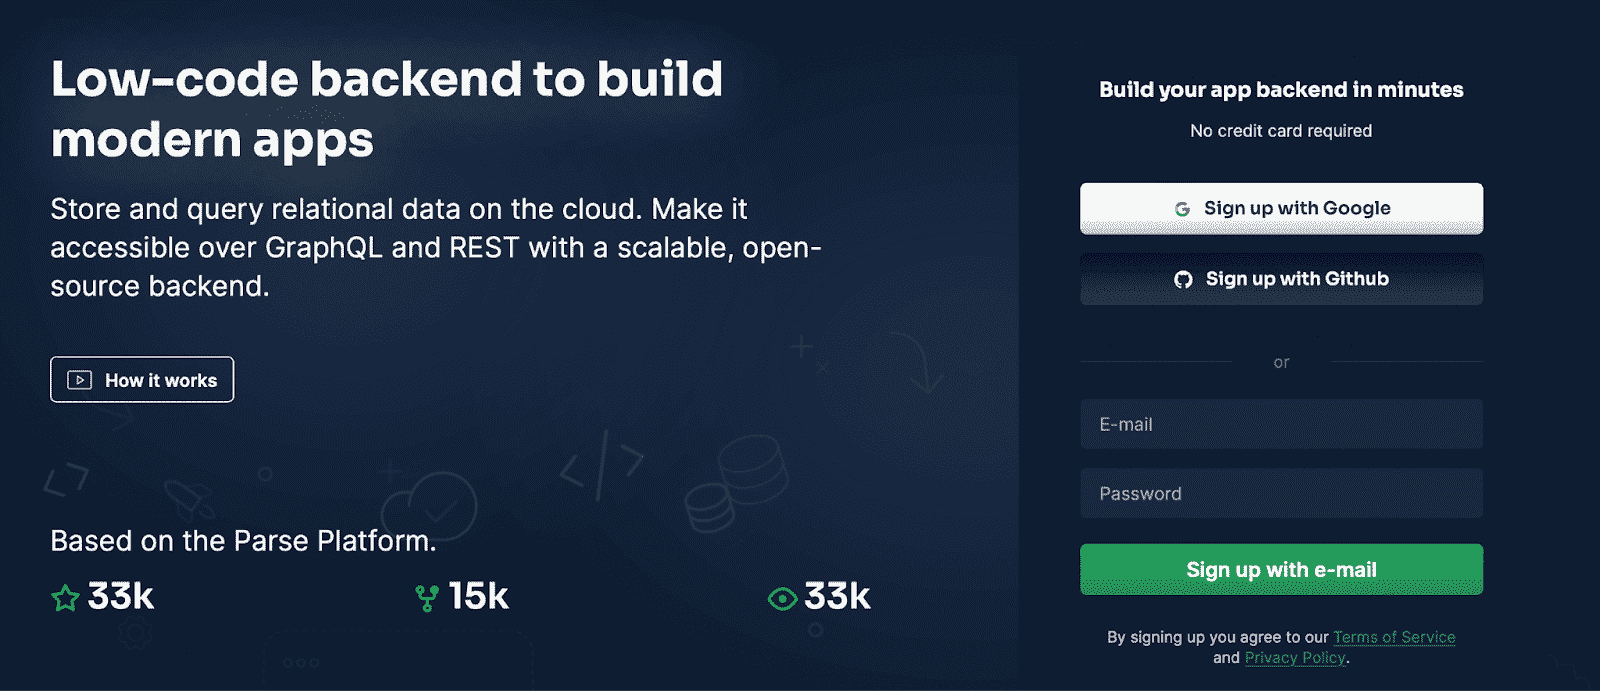 Low-code backend to build
modern apps
Store and query relational data on the cloud. Make it
accessible over GraphQL and REST with a scalable, open-
source backend.
How it works
Based on the Parse Platform.
33k
15k
33k
Build your app backend in minutes
No credit card required
Sign up with Google
Sign up with Github
or
E-mail
Password
Sign up with e-mail
By signing up you agree to our Terms of Service
and Privacy Policy.